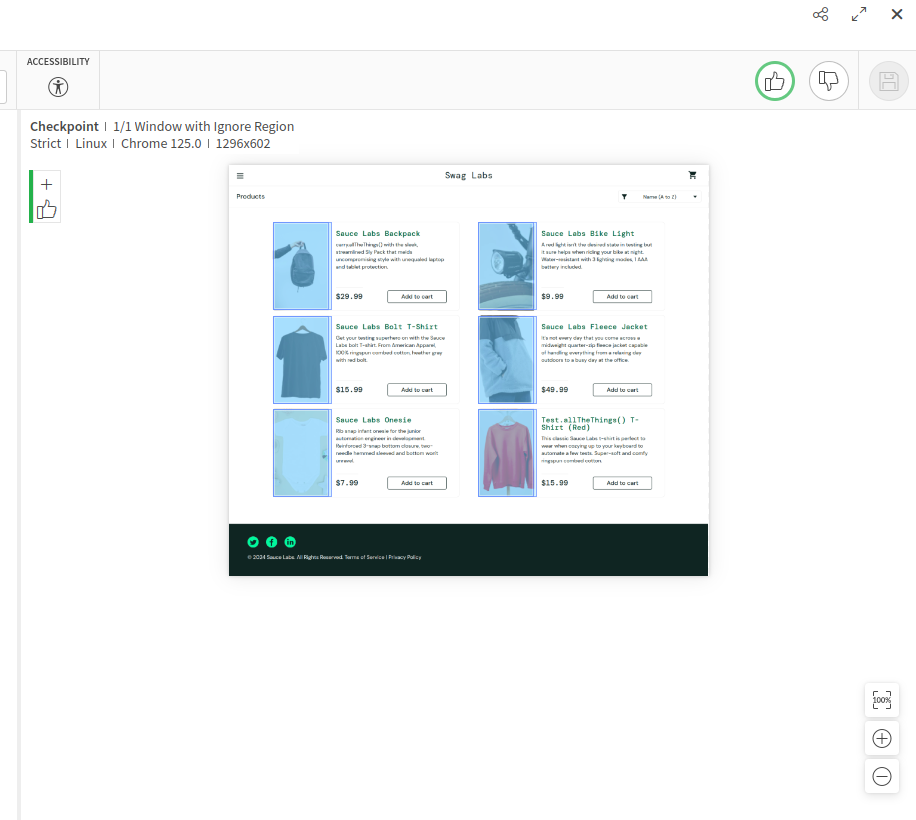 ACCESSIBILITY
Checkpoint | 1/1 Window with Ignore Region
Strict | Linux | Chrome 125.0 | 1296x602
Swag Labs
Products
Name (A to Z)
Sauce Labs Backpack
carry.allTheThings() with the sleek,
streamlined Sly Pack that melds
uncompromising style with unequaled laptop
and tablet protection.
$29.99
Add to cart
Sauce Labs Bike Light
A red light isn't the desired state in testing but
it sure helps when riding your bike at night.
Water-resistant with 3 lighting modes, 1 AAA
battery included.
$9.99
Add to cart
Sauce Labs Bolt T-Shirt
Get your testing superhero on with the Sauce
Labs bolt T-shirt. From American Apparel,
100% ringspun combed cotton, heather gray
with red bolt.
$15.99
Add to cart
Sauce Labs Fleece Jacket
It's not every day that you come across a
midweight quarter-zip fleece jacket capable
of handling everything from a relaxing day
outdoors to a busy day at the office.
$49.99
Add to cart
Sauce Labs Onesie
Rib snap infant onesie for the junior
automation engineer in development.
Reinforced 3-snap bottom closure, two-
needle hemmed sleeved and bottom won't
unravel.
$7.99
Add to cart
Test.allTheThings() T-
Shirt (Red)
This classic Sauce Labs t-shirt is perfect to
wear when cozying up to your keyboard to
automate a few tests. Super-soft and comfy
ringspun combed cotton.
$15.99
Add to cart
© 2024 Sauce Labs. All Rights Reserved. Terms of Service | Privacy Policy
100%